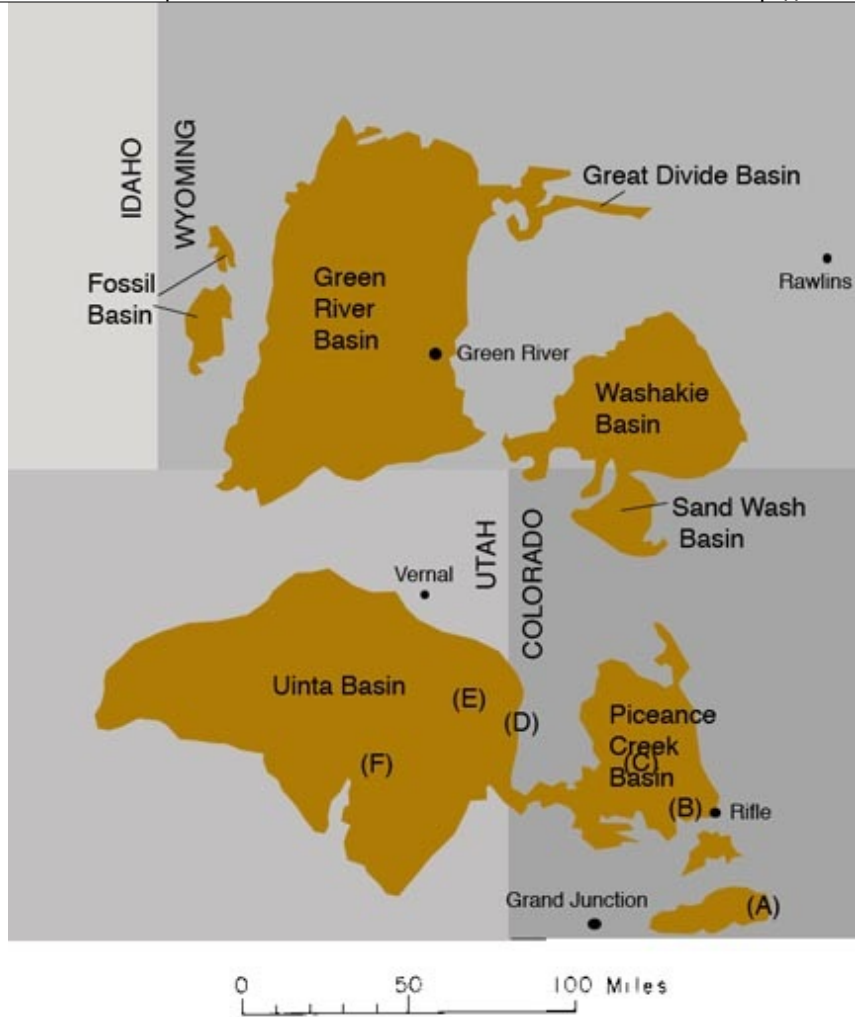 IDAHO
WYOMING
Great Divide Basin
Rawlins
Fossil
Basin
Green
River
Basin
Green River
Washakie
Basin
Sand Wash
Basin
UTAH
COLORADO
Vernal
Uinta Basin
(E)
(D)
(F)
Piceance
Creek
(C)
Basin
(B)
Rifle
Grand Junction
(A)
0 50 100 Miles